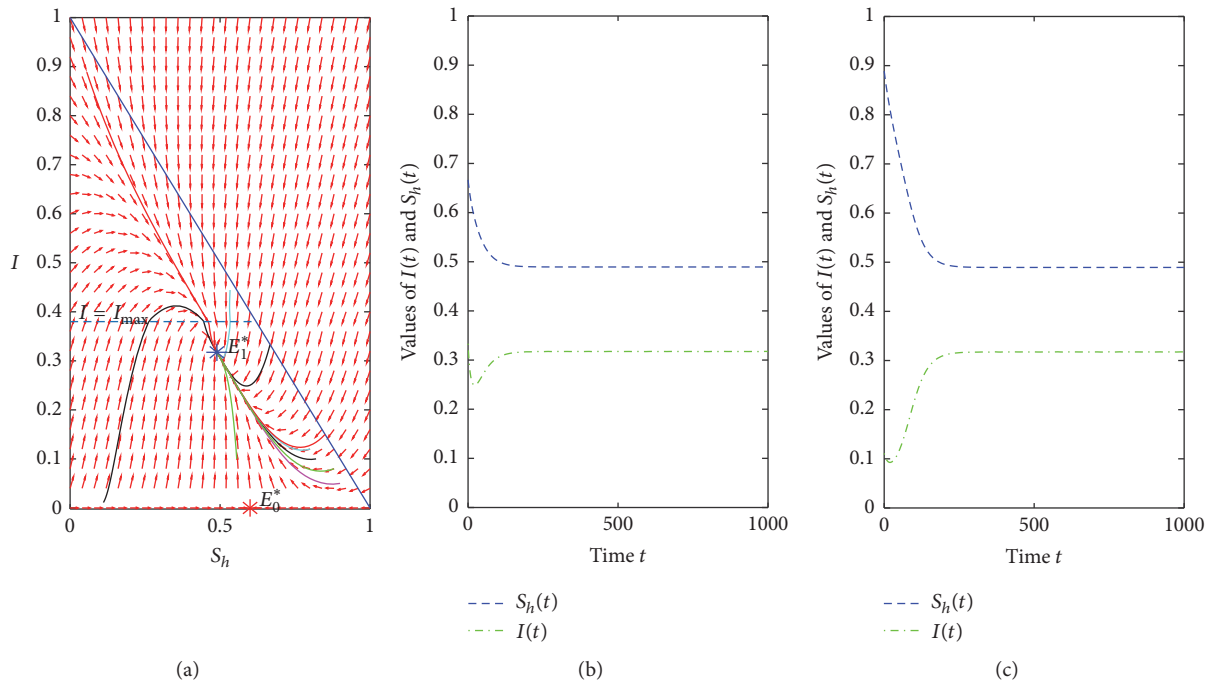 1
0.9
0.8
0.7
0.6
I
0.5
0.4
I = I_max
0.3
E_1^*
0.2
0.1
E_0^*
0
0 0.5 1
S_h
(a)
Values of I(t) and S_h(t)
1
0.9
0.8
0.7
0.6
0.5
0.4
0.3
0.2
0.1
0
0 500 1000
Time t
S_h(t)
I(t)
(b)
Values of I(t) and S_h(t)
1
0.9
0.8
0.7
0.6
0.5
0.4
0.3
0.2
0.1
0
0 500 1000
Time t
S_h(t)
I(t)
(c)